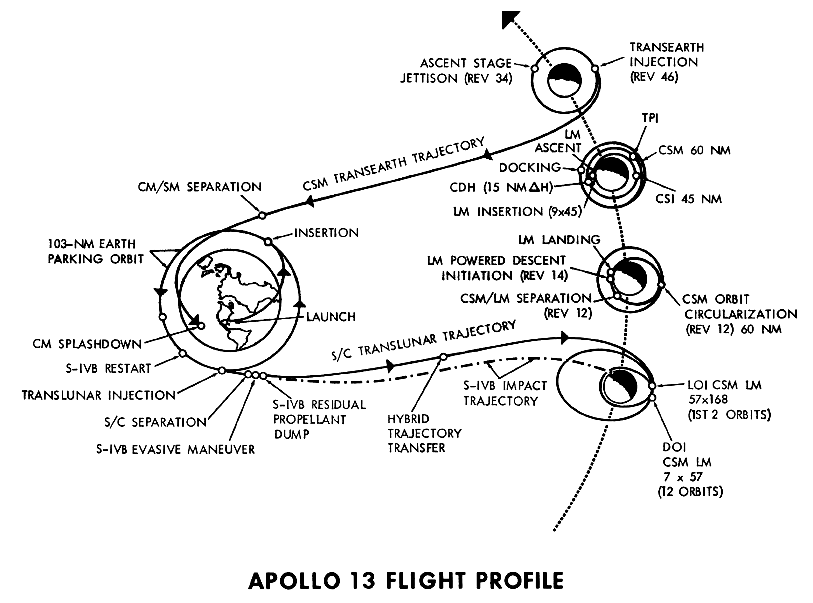 ASCENT STAGE
JETTISON (REV 34)
TRANSEARTH
INJECTION
(REV 46)
TPI
LM
ASCENT
CSM 60 NM
DOCKING
CDH (15 NM∆H)
CSI 45 NM
LM INSERTION (9x45)
CSM TRANSEARTH TRAJECTORY
CM/SM SEPARATION
INSERTION
103-NM EARTH
PARKING ORBIT
LM LANDING
LM POWERED DESCENT
INITIATION (REV 14)
CSM/LM SEPARATION
(REV 12)
CSM ORBIT
CIRCULARIZATION
(REV 12) 60 NM
LAUNCH
CM SPLASHDOWN
S/C TRANSLUNAR TRAJECTORY
S-IVB RESTART
TRANSLUNAR INJECTION
S/C SEPARATION
S-IVB EVASIVE MANEUVER
S-IVB RESIDUAL
PROPELLANT
DUMP
HYBRID
TRAJECTORY
TRANSFER
S-IVB IMPACT
TRAJECTORY
LOI CSM LM
57x168
(1ST 2 ORBITS)
DOI
CSM LM
7 x 57
(12 ORBITS)
APOLLO 13 FLIGHT PROFILE